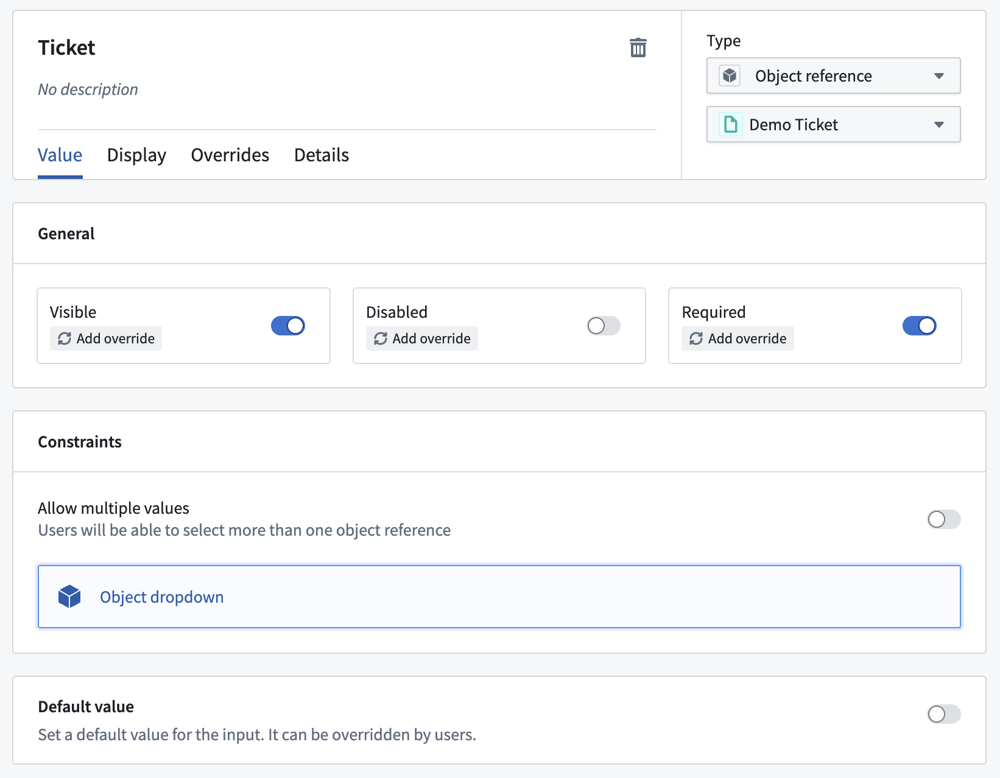 Ticket
No description
Value Display Overrides Details
Type
Object reference
Demo Ticket
General
Visible
Add override
Disabled
Add override
Required
Add override
Constraints
Allow multiple values
Users will be able to select more than one object reference
Object dropdown
Default value
Set a default value for the input. It can be overridden by users.